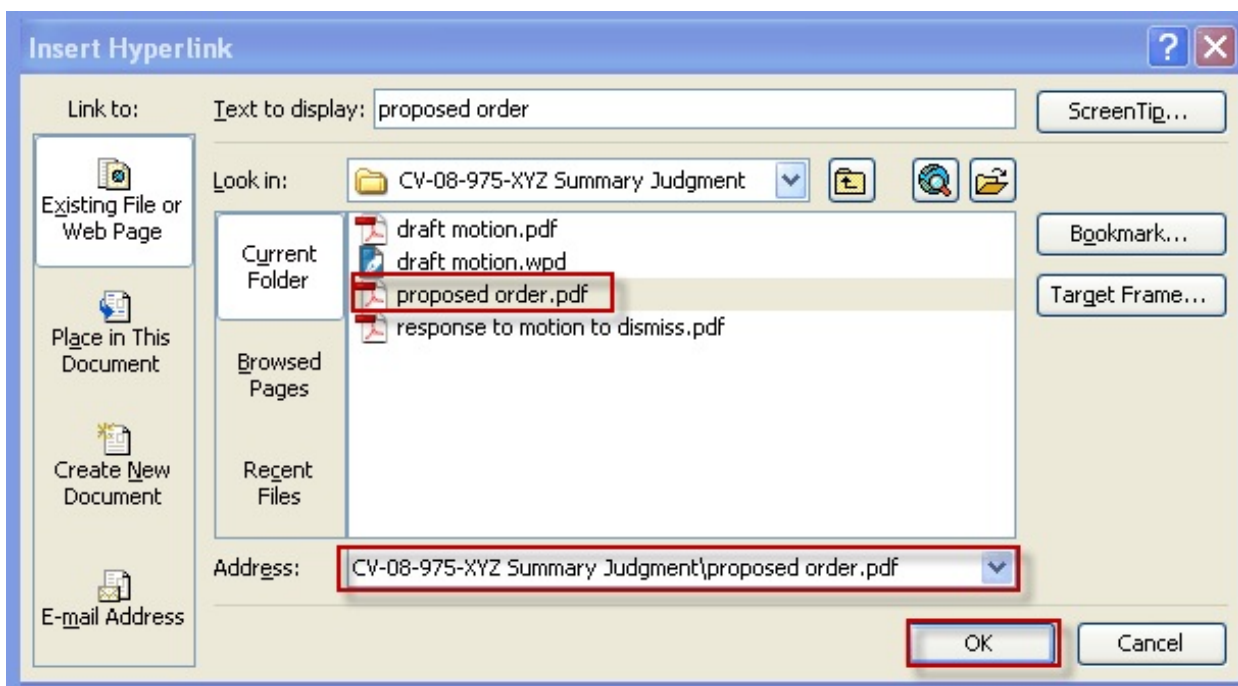 Insert Hyperlink
Link to:
Text to display: proposed order
ScreenTip...
Existing File or
Web Page
Look in: CV-08-975-XYZ Summary Judgment
Current
Folder
draft motion.pdf
draft motion.wpd
proposed order.pdf
response to motion to dismiss.pdf
Bookmark...
Target Frame...
Place in This
Document
Browsed
Pages
Create New
Document
Recent
Files
Address: CV-08-975-XYZ Summary Judgment\proposed order.pdf
E-mail Address
OK
Cancel